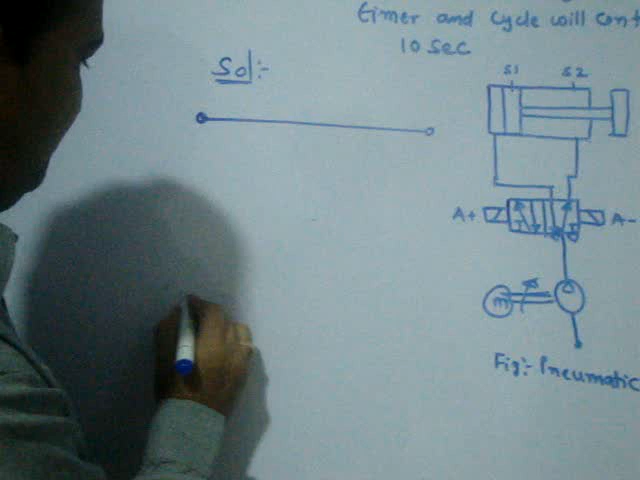 timer and cycle will cont
10 sec
Sol:-
S1 S2
A+ A-
m
Fig:- Pneumatic